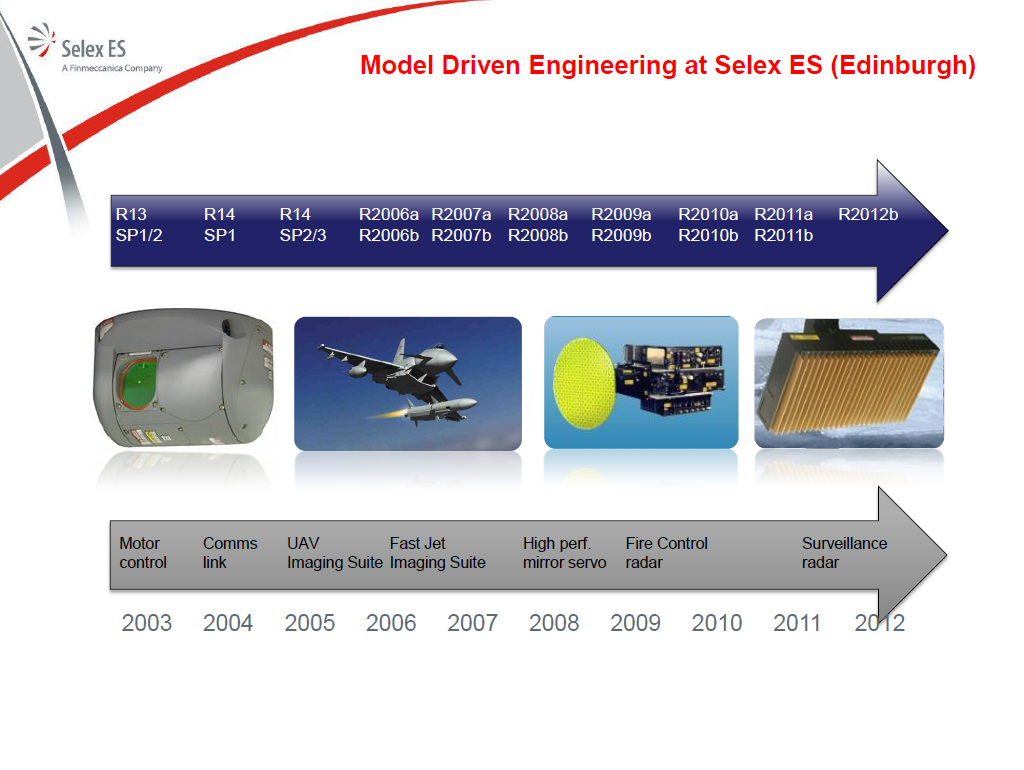 Selex ES
A Finmeccanica Company
Model Driven Engineering at Selex ES (Edinburgh)
R13 R14 R14 R2006a R2007a R2008a R2009a R2010a R2011a R2012b
SP1/2 SP1 SP2/3 R2006b R2007b R2008b R2009b R2010b R2011b
Motor Comms UAV Fast Jet High perf. Fire Control Surveillance
control link Imaging Suite Imaging Suite mirror servo radar radar
2003 2004 2005 2006 2007 2008 2009 2010 2011 2012